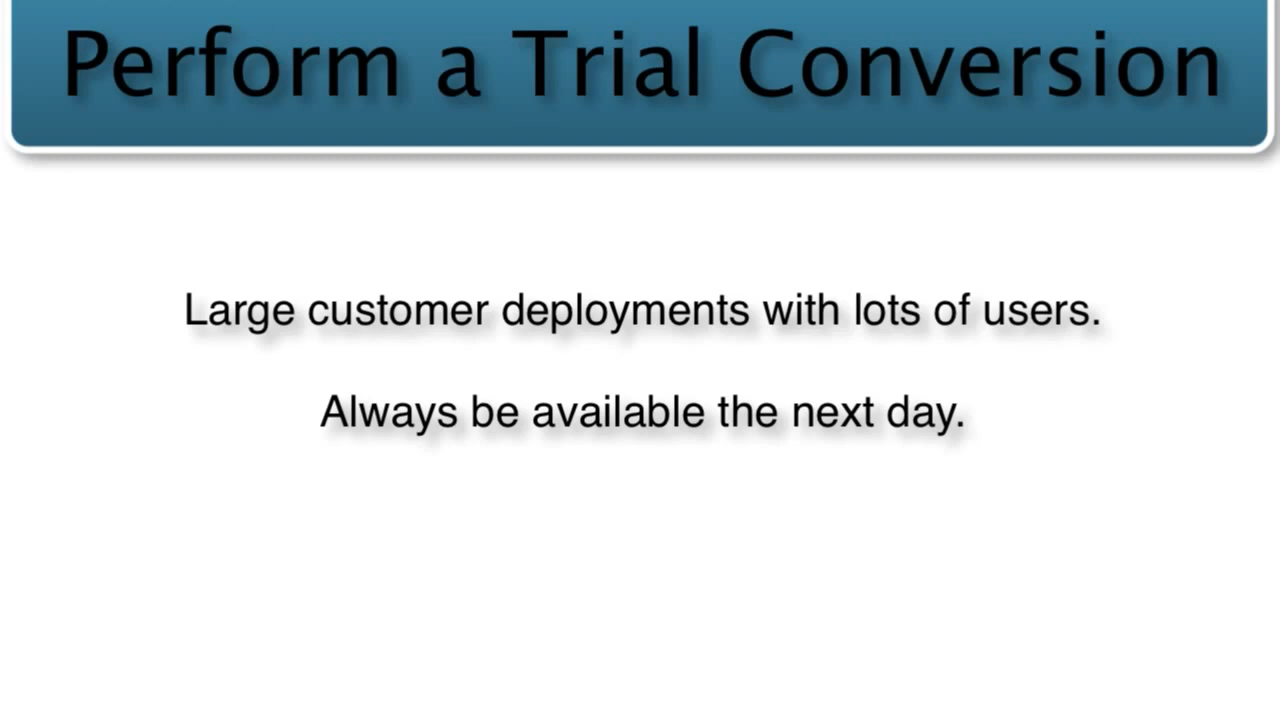 Perform a Trial Conversion
Large customer deployments with lots of users.
Always be available the next day.